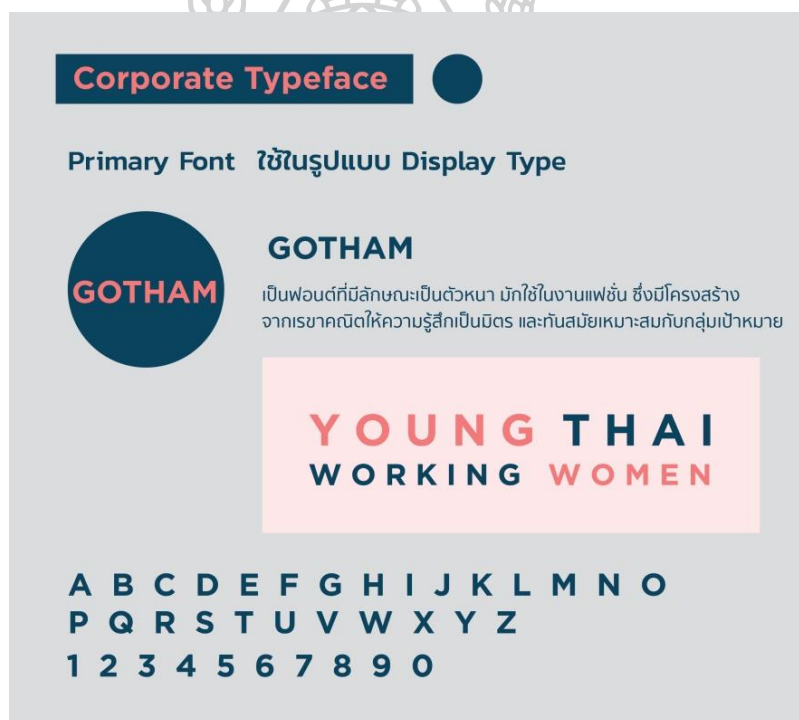 Corporate Typeface
Primary Font ใช้ในรูปแบบ Display Type
GOTHAM
GOTHAM
เป็นฟอนต์ที่มีลักษณะเป็นตัวหนา มักใช้ในงานแฟชั่น ซึ่งมีโครงสร้าง
จากเรขาคณิตให้ความรู้สึกเป็นมิตร และทันสมัยเหมาะสมกับกลุ่มเป้าหมาย
YOUNG THAI
WORKING WOMEN
A B C D E F G H I J K L M N O
P Q R S T U V W X Y Z
1 2 3 4 5 6 7 8 9 0